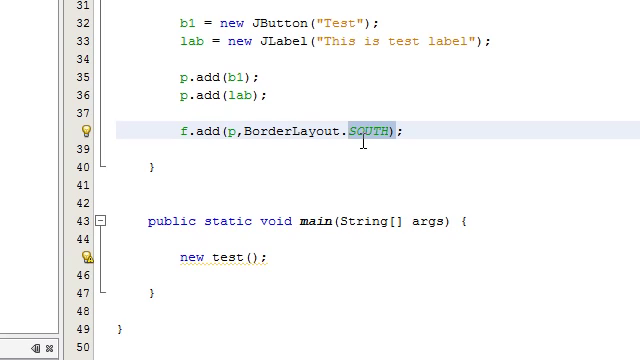 31
32 b1 = new JButton("Test");
33 lab = new JLabel("This is test label");
34
35 p.add(b1);
36 p.add(lab);
37
f.add(p,BorderLayout.SOUTH);
39
40 }
41
42
43 public static void main(String[] args) {
44
new test();
46
47 }
48
49 }
50